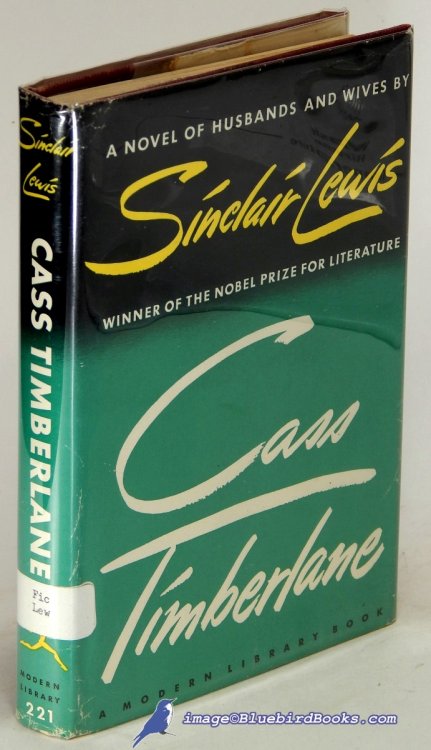 A NOVEL OF HUSBANDS AND WIVES BY
Sinclair Lewis
WINNER OF THE NOBEL PRIZE FOR LITERATURE
Cass
Timberlane
A MODERN LIBRARY BOOK
Sinclair
Lewis
CASS TIMBERLANE
Fic
Lew
MODERN
LIBRARY
221
image©BluebirdBooks.com